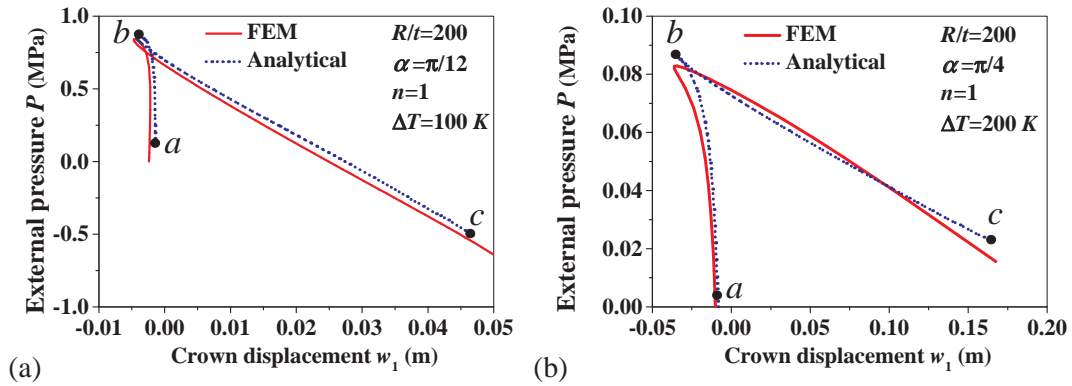 1.0
0.5
0.0
-0.5
-1.0
-0.01 0.00 0.01 0.02 0.03 0.04 0.05
External pressure P (MPa)
Crown displacement w1 (m)
b
a
c
FEM
Analytical
R/t=200
α=π/12
n=1
ΔT=100 K
(a)
0.10
0.08
0.06
0.04
0.02
0.00
-0.05 0.00 0.05 0.10 0.15 0.20
External pressure P (MPa)
Crown displacement w1 (m)
b
a
c
FEM
Analytical
R/t=200
α=π/4
n=1
ΔT=200 K
(b)